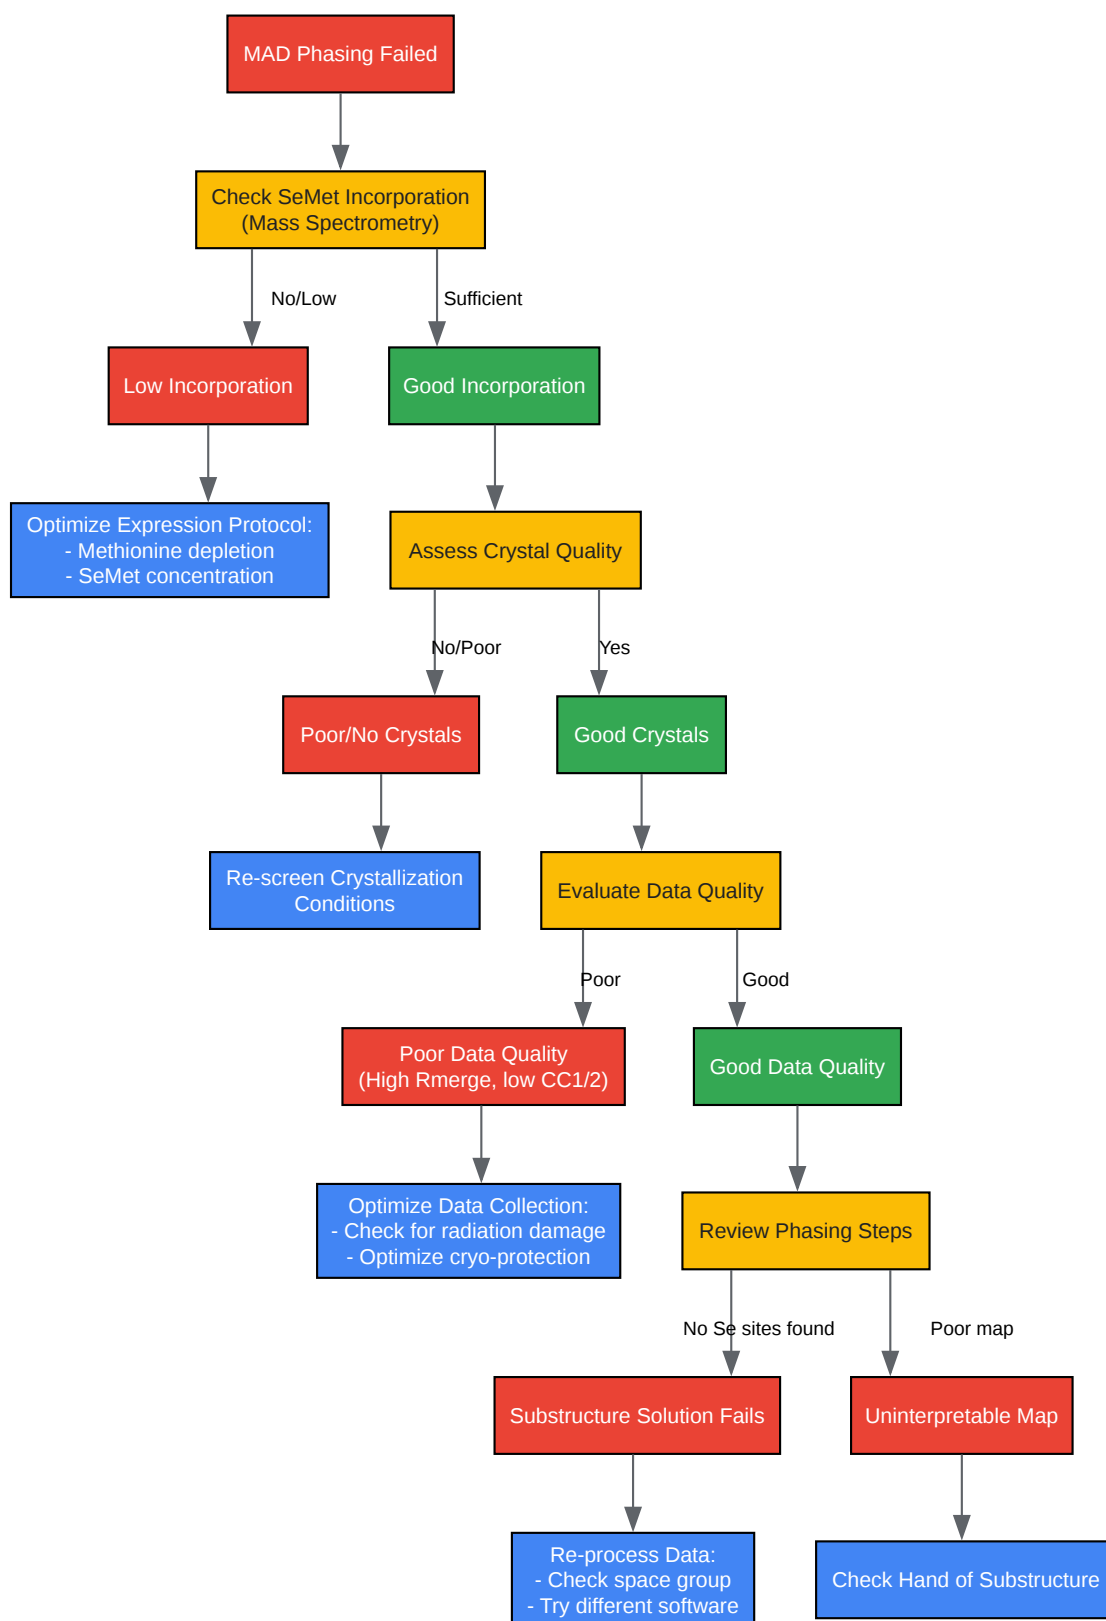 MAD Phasing Failed
Check SeMet Incorporation
(Mass Spectrometry)
No/Low
Sufficient
Low Incorporation
Good Incorporation
Optimize Expression Protocol:
- Methionine depletion
- SeMet concentration
Assess Crystal Quality
No/Poor
Yes
Poor/No Crystals
Good Crystals
Re-screen Crystallization
Conditions
Evaluate Data Quality
Poor
Good
Poor Data Quality
(High Rmerge, low CC1/2)
Good Data Quality
Optimize Data Collection:
- Check for radiation damage
- Optimize cryo-protection
Review Phasing Steps
No Se sites found
Poor map
Substructure Solution Fails
Uninterpretable Map
Re-process Data:
- Check space group
- Try different software
Check Hand of Substructure